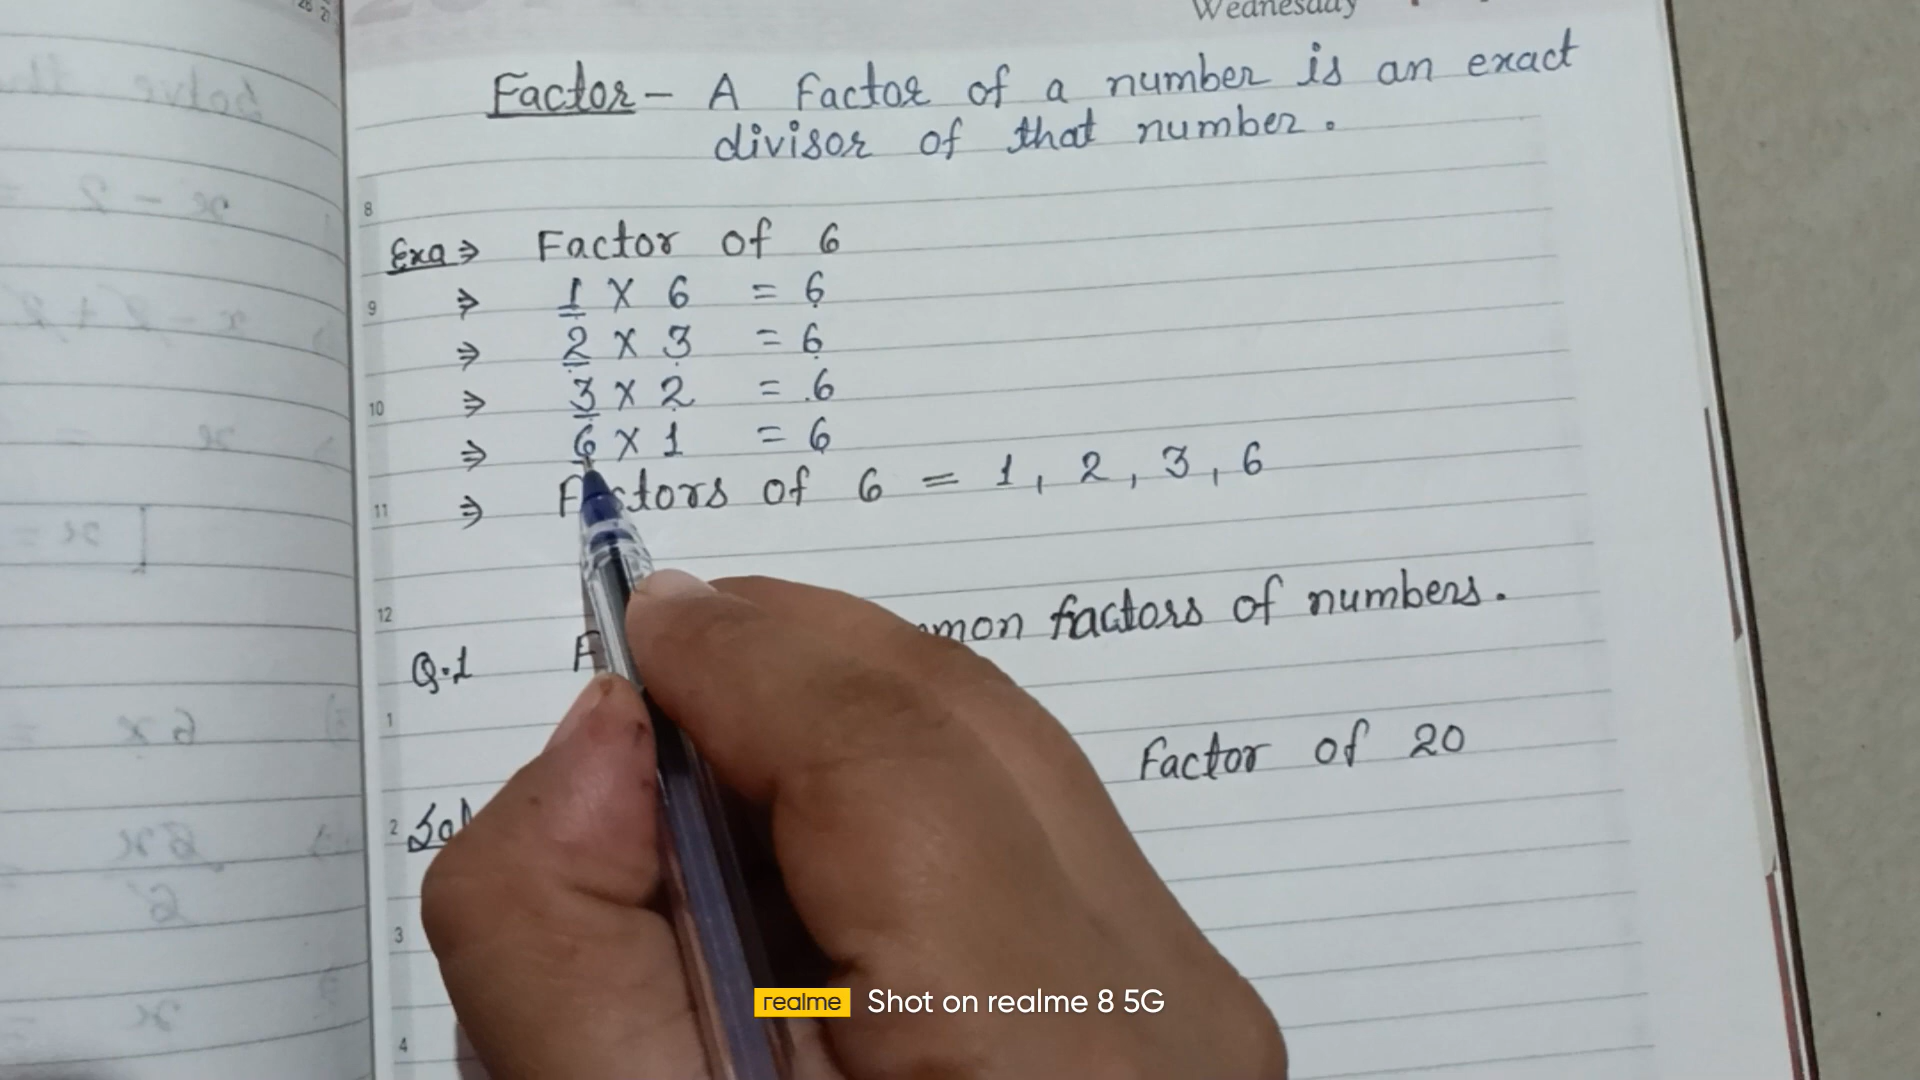 Wednesday
Factor - A Factor of a number is an exact
divisor of that number.
8
Exa ⇒ Factor of 6
9 ⇒ 1 X 6 = 6
⇒ 2 X 3 = 6
10 ⇒ 3 X 2 = 6
⇒ 6 X 1 = 6
11 ⇒ Factors of 6 = 1, 2, 3, 6
12
Q.1 factors of numbers.
1
Factor of 20
2
3
4
realme Shot on realme 8 5G